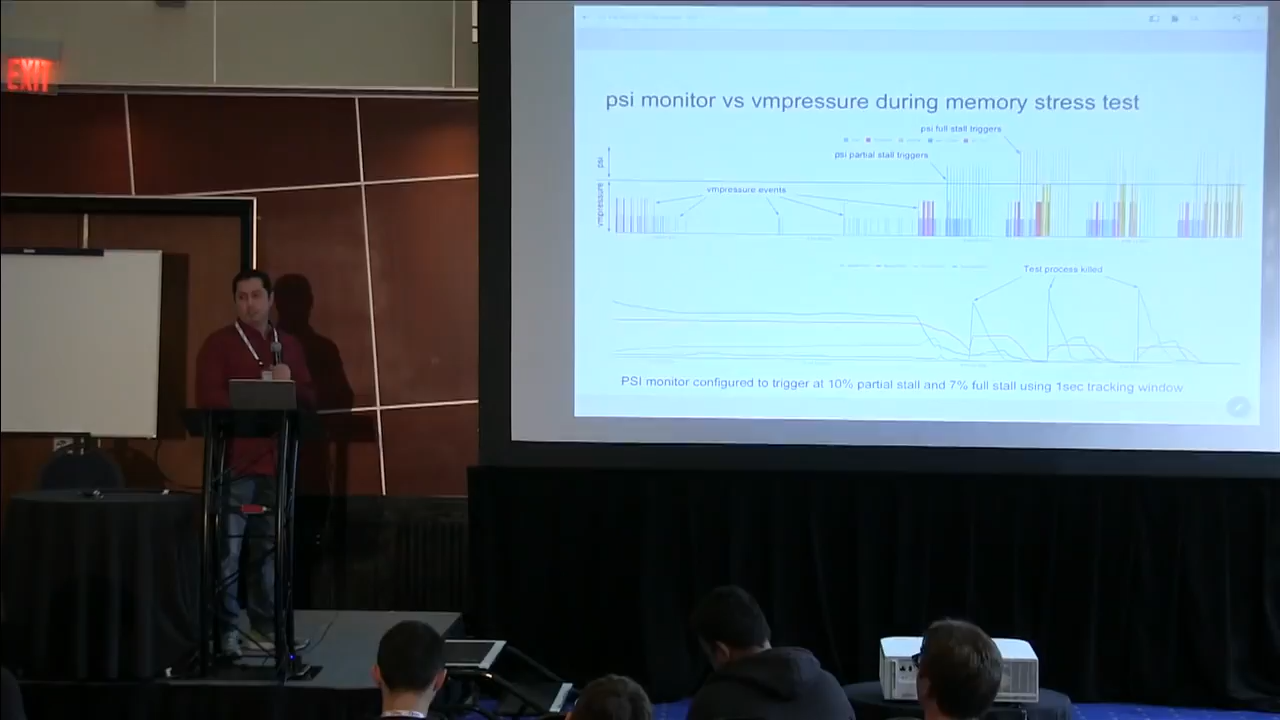 EXIT
psi monitor vs vmpressure during memory stress test
psi full stall triggers
psi partial stall triggers
psi
vmpressure events
vmpressure
Test process killed
PSI monitor configured to trigger at 10% partial stall and 7% full stall using 1sec tracking window